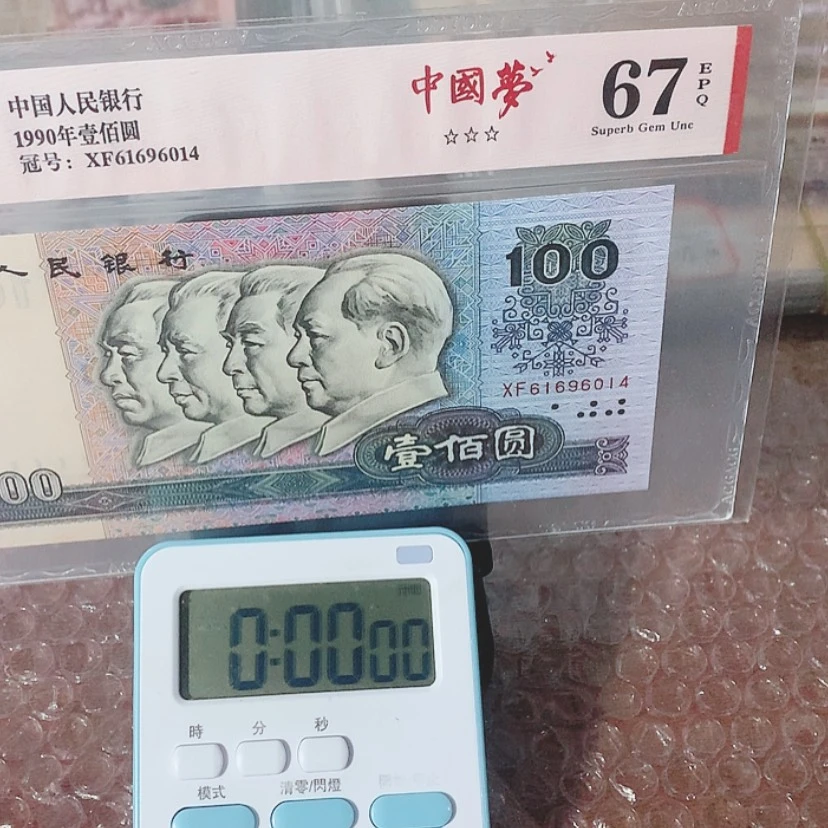 中国人民银行
1990年壹佰圆
冠号：XF61696014
中國夢
☆☆☆
67
EPQ
Superb Gem Unc
人民银行
100
XF61696014
壹佰圆
00
0:0000
時 分 秒
模式 清零/閃燈